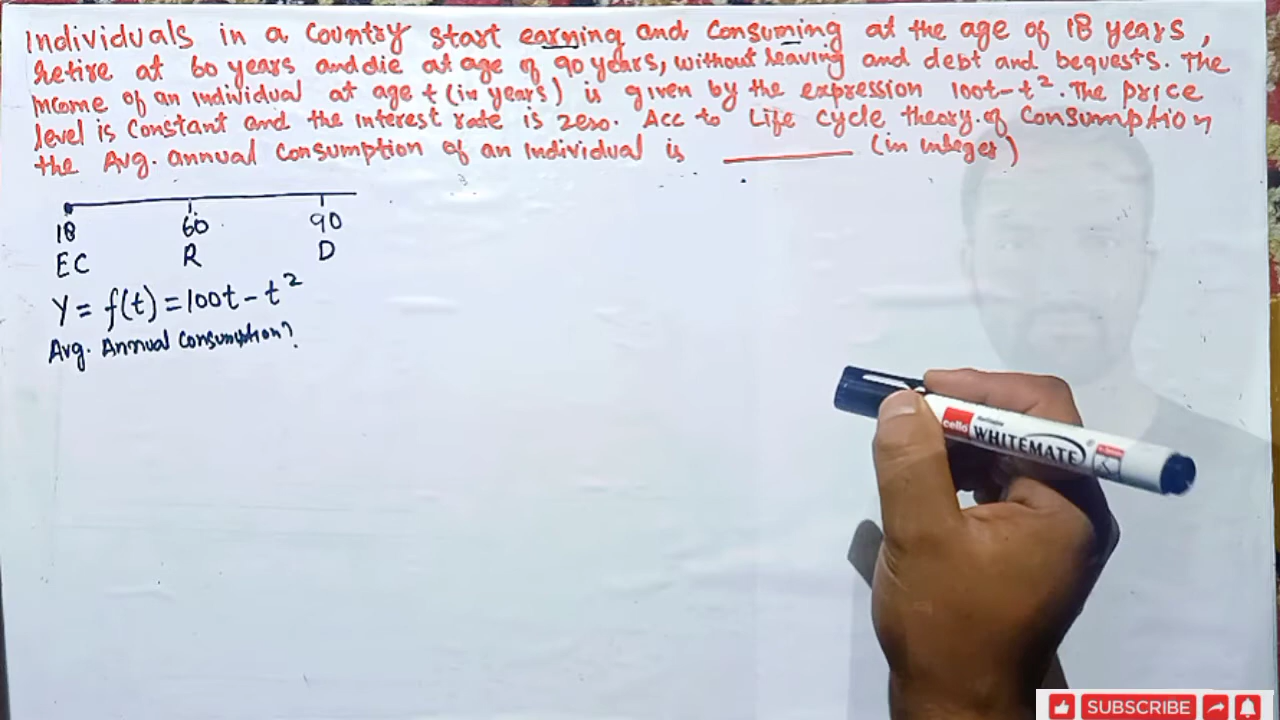 Individuals in a Country start earning and Consuming at the age of 18 years,
retire at 60 years and die at age of 90 years, without leaving and debt and bequests. The
income of an individual at age t (in years) is given by the expression 100t-t². The price
level is Constant and the interest rate is zero. Acc to Life Cycle theory of Consumption
the Avg. annual Consumption of an individual is ________ (in integer)
18 60 90
EC R D
Y = f(t) = 100t - t²
Avg. Annual Consumption?
cello WHITEMATE
SUBSCRIBE